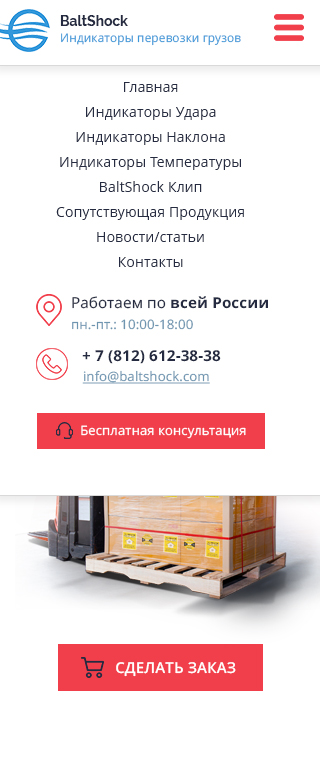 BaltShock
Индикаторы перевозки грузов
Главная
Индикаторы Удара
Индикаторы Наклона
Индикаторы Температуры
BaltShock Клип
Сопутствующая Продукция
Новости/статьи
Контакты
Работаем по всей России
пн.-пт.: 10:00-18:00
+ 7 (812) 612-38-38
info@baltshock.com
Бесплатная консультация
СДЕЛАТЬ ЗАКАЗ